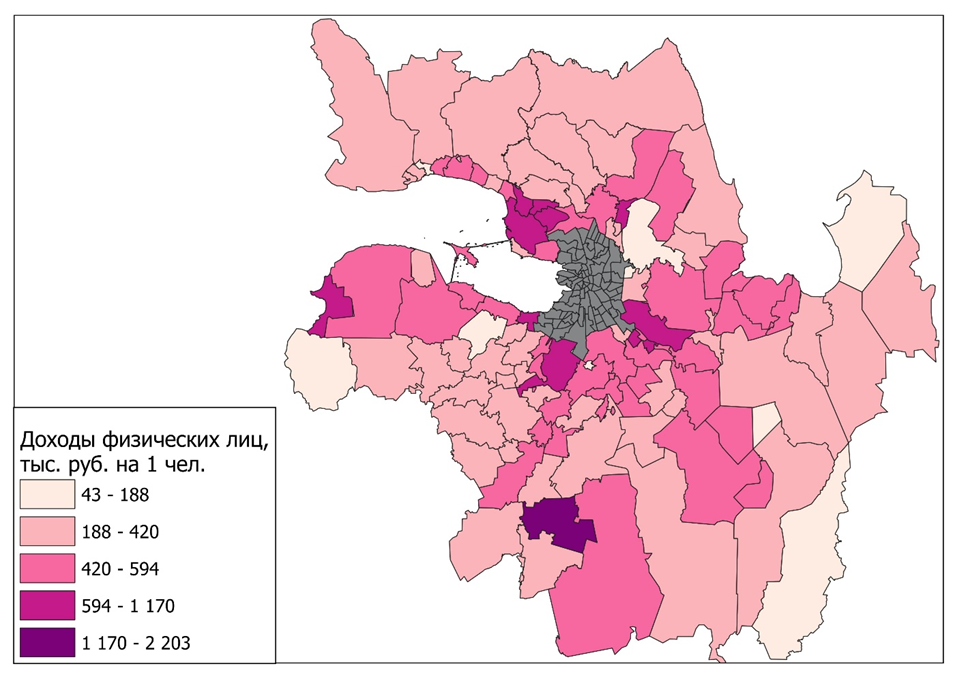 Доходы физических лиц,
тыс. руб. на 1 чел.
43 - 188
188 - 420
420 - 594
594 - 1 170
1 170 - 2 203